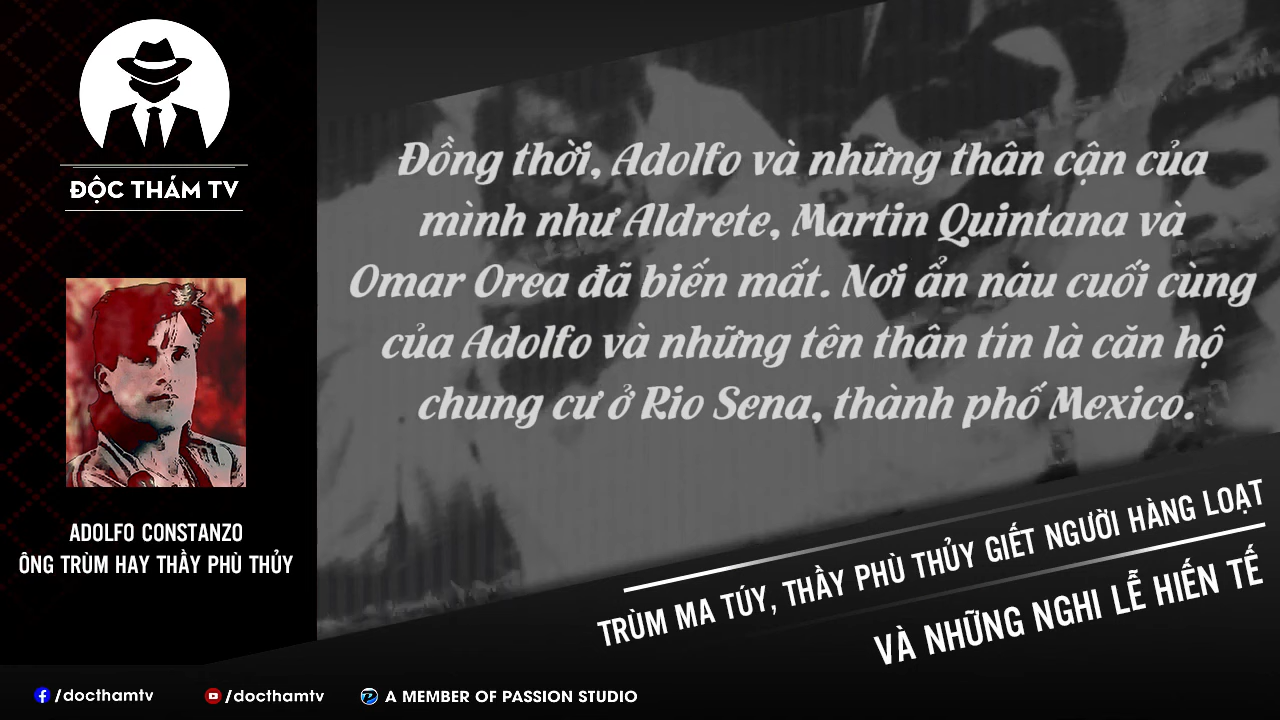 ĐỘC THÁM TV
ADOLFO CONSTANZO
ÔNG TRÙM HAY THẦY PHÙ THỦY
Đồng thời, Adolfo và những thân cận của
mình như Aldrete, Martin Quintana và
Omar Orea đã biến mất. Nơi ẩn náu cuối cùng
của Adolfo và những tên thân tín là căn hộ
chung cư ở Rio Sena, thành phố Mexico.
TRÙM MA TÚY, THẦY PHÙ THỦY GIẾT NGƯỜI HÀNG LOẠT
VÀ NHỮNG NGHI LỄ HIẾN TẾ
/docthamtv
/docthamtv
A MEMBER OF PASSION STUDIO